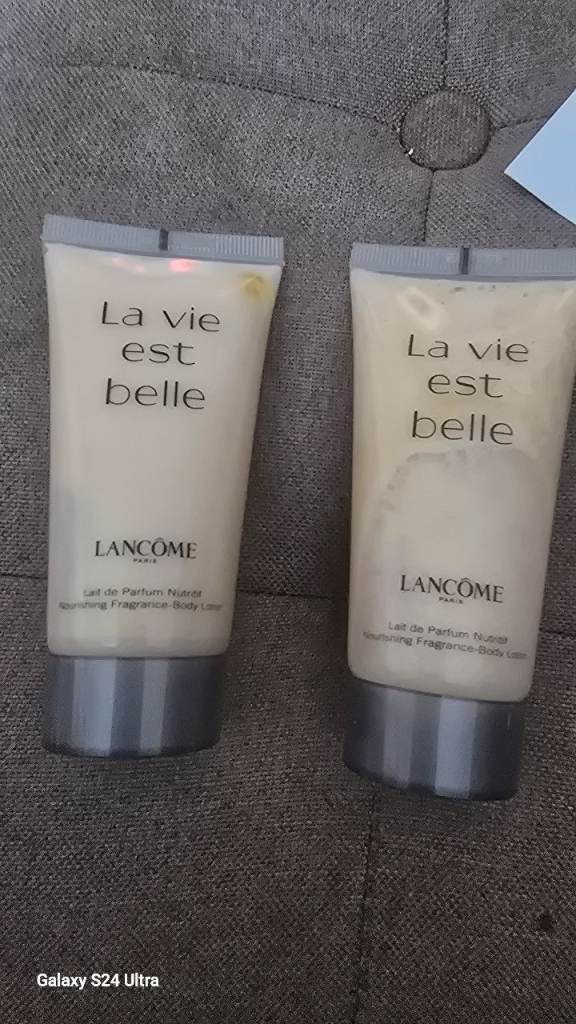 La vie
est
belle
LANCÔME
PARIS
Lait de Parfum Nutritif
Nourishing Fragrance-Body Lotion
La vie
est
belle
LANCÔME
PARIS
Lait de Parfum Nutritif
Nourishing Fragrance-Body Lotion
Galaxy S24 Ultra